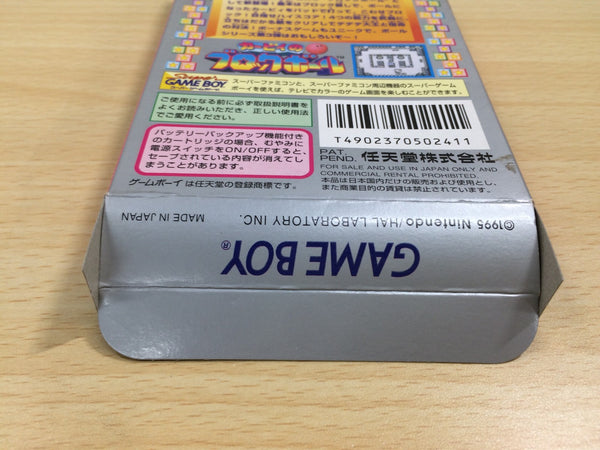 カービィの
ブロックボール
Super
GAME BOY
スーパーファミコンと、スーパーファミコン周辺機器のスーパーゲーム
ボーイを使えば、テレビでカラーのゲーム画面を楽しむことができます。
ご使用になる前に必ず取扱説明書を
よくお読みいただき、正しい使用法
でご愛用ください。
バッテリーバックアップ機能付き
のカートリッジの場合、むやみに
電源スイッチをON/OFFすると、
セーブされている内容が消えてし
まうことがあります。
ゲームボーイは任天堂の登録商標です。
T4902370502411
PAT.
PEND. 任天堂株式会社
FOR SALE AND USE IN JAPAN ONLY AND
COMMERCIAL RENTAL PROHIBITED.
本品は日本国内だけの販売および使用とし、
また商業目的の賃貸は禁止されています。
©1995 Nintendo/HAL LABORATORY INC.
MADE IN JAPAN
GAME BOY®